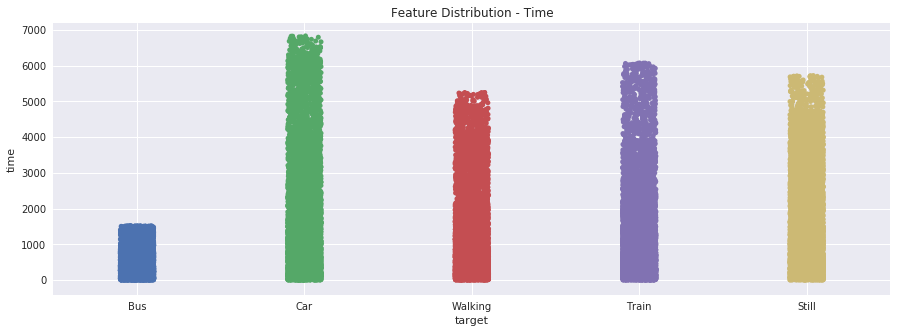 Feature Distribution - Time
7000
6000
5000
4000
3000
2000
1000
0
time
Bus
Car
Walking
Train
Still
target